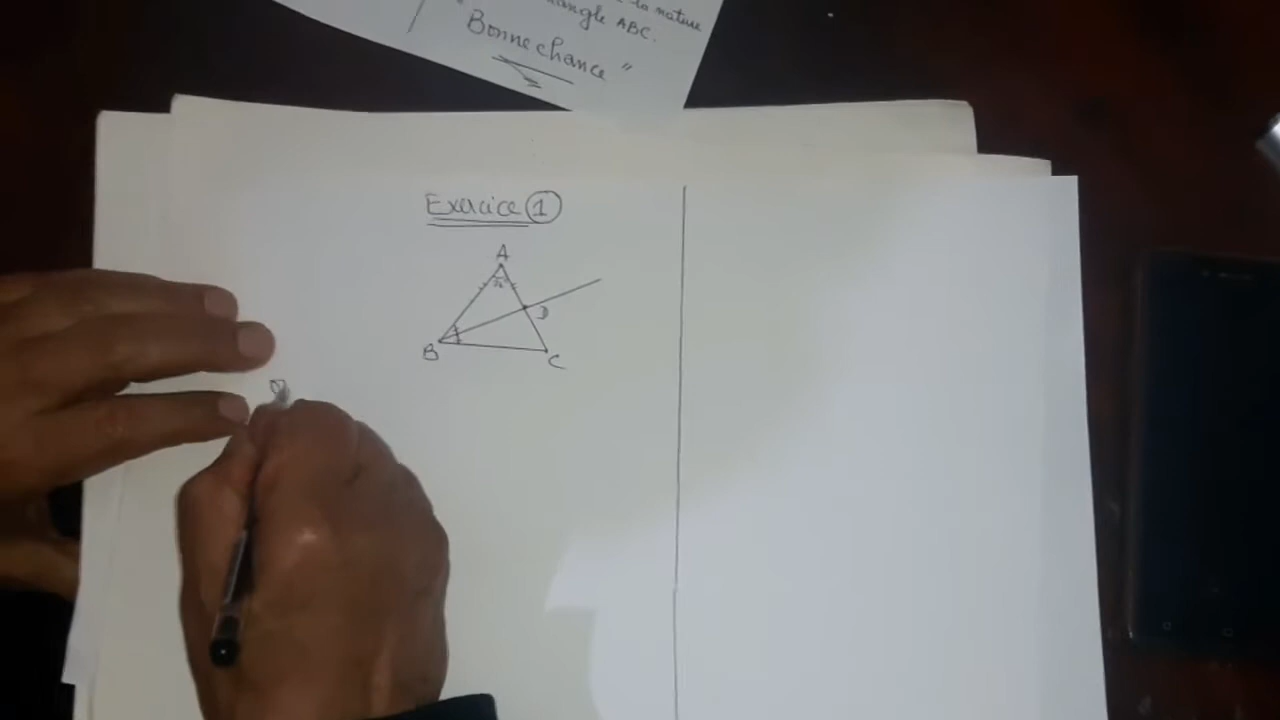 la nature
angle ABC.
Bonne chance "
Exercice 1
A
D
B
C